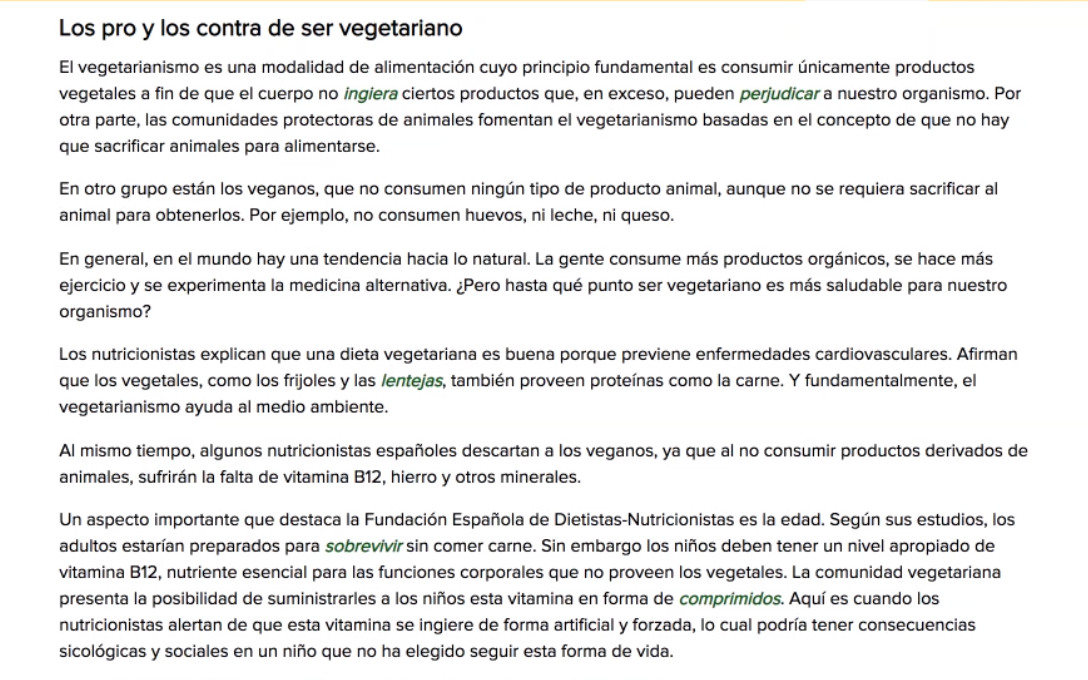 Los pro y los contra de ser vegetariano
El vegetarianismo es una modalidad de alimentación cuyo principio fundamental es consumir únicamente productos
vegetales a fin de que el cuerpo no ingiera ciertos productos que, en exceso, pueden perjudicar a nuestro organismo. Por
otra parte, las comunidades protectoras de animales fomentan el vegetarianismo basadas en el concepto de que no hay
que sacrificar animales para alimentarse.
En otro grupo están los veganos, que no consumen ningún tipo de producto animal, aunque no se requiera sacrificar al
animal para obtenerlos. Por ejemplo, no consumen huevos, ni leche, ni queso.
En general, en el mundo hay una tendencia hacia lo natural. La gente consume más productos orgánicos, se hace más
ejercicio y se experimenta la medicina alternativa. ¿Pero hasta qué punto ser vegetariano es más saludable para nuestro
organismo?
Los nutricionistas explican que una dieta vegetariana es buena porque previene enfermedades cardiovasculares. Afirman
que los vegetales, como los frijoles y las lentejas, también proveen proteínas como la carne. Y fundamentalmente, el
vegetarianismo ayuda al medio ambiente.
Al mismo tiempo, algunos nutricionistas españoles descartan a los veganos, ya que al no consumir productos derivados de
animales, sufrirán la falta de vitamina B12, hierro y otros minerales.
Un aspecto importante que destaca la Fundación Española de Dietistas-Nutricionistas es la edad. Según sus estudios, los
adultos estarían preparados para sobrevivir sin comer carne. Sin embargo los niños deben tener un nivel apropiado de
vitamina B12, nutriente esencial para las funciones corporales que no proveen los vegetales. La comunidad vegetariana
presenta la posibilidad de suministrarles a los niños esta vitamina en forma de comprimidos. Aquí es cuando los
nutricionistas alertan de que esta vitamina se ingiere de forma artificial y forzada, lo cual podría tener consecuencias
sicológicas y sociales en un niño que no ha elegido seguir esta forma de vida.